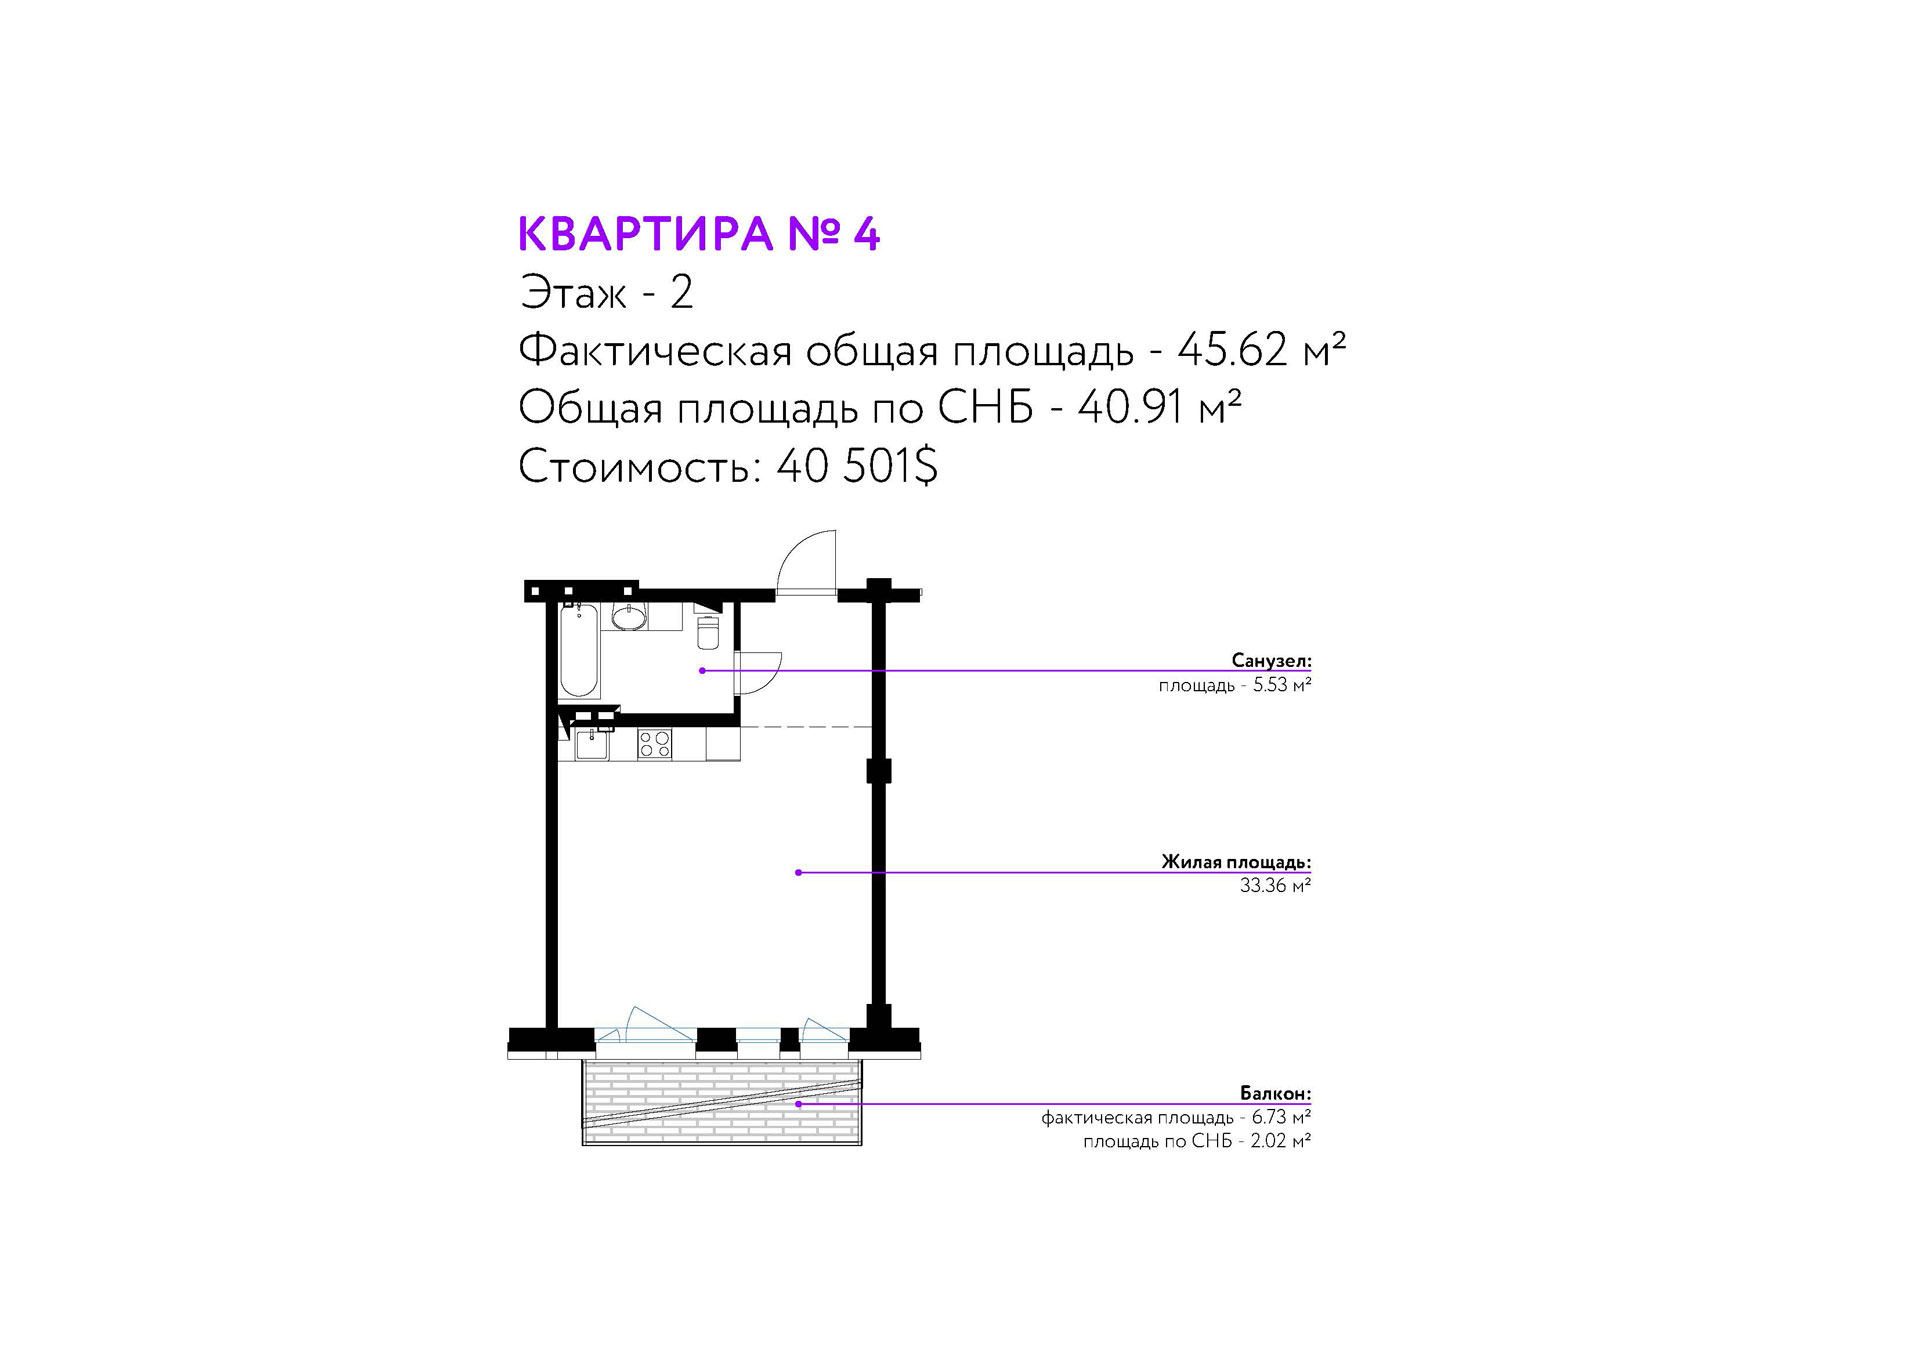 КВАРТИРА № 4
Этаж - 2
Фактическая общая площадь - 45.62 м²
Общая площадь по СНБ - 40.91 м²
Стоимость: 40 501$
Санузел:
площадь - 5.53 м²
Жилая площадь:
33.36 м²
Балкон:
фактическая площадь - 6.73 м²
площадь по СНБ - 2.02 м²